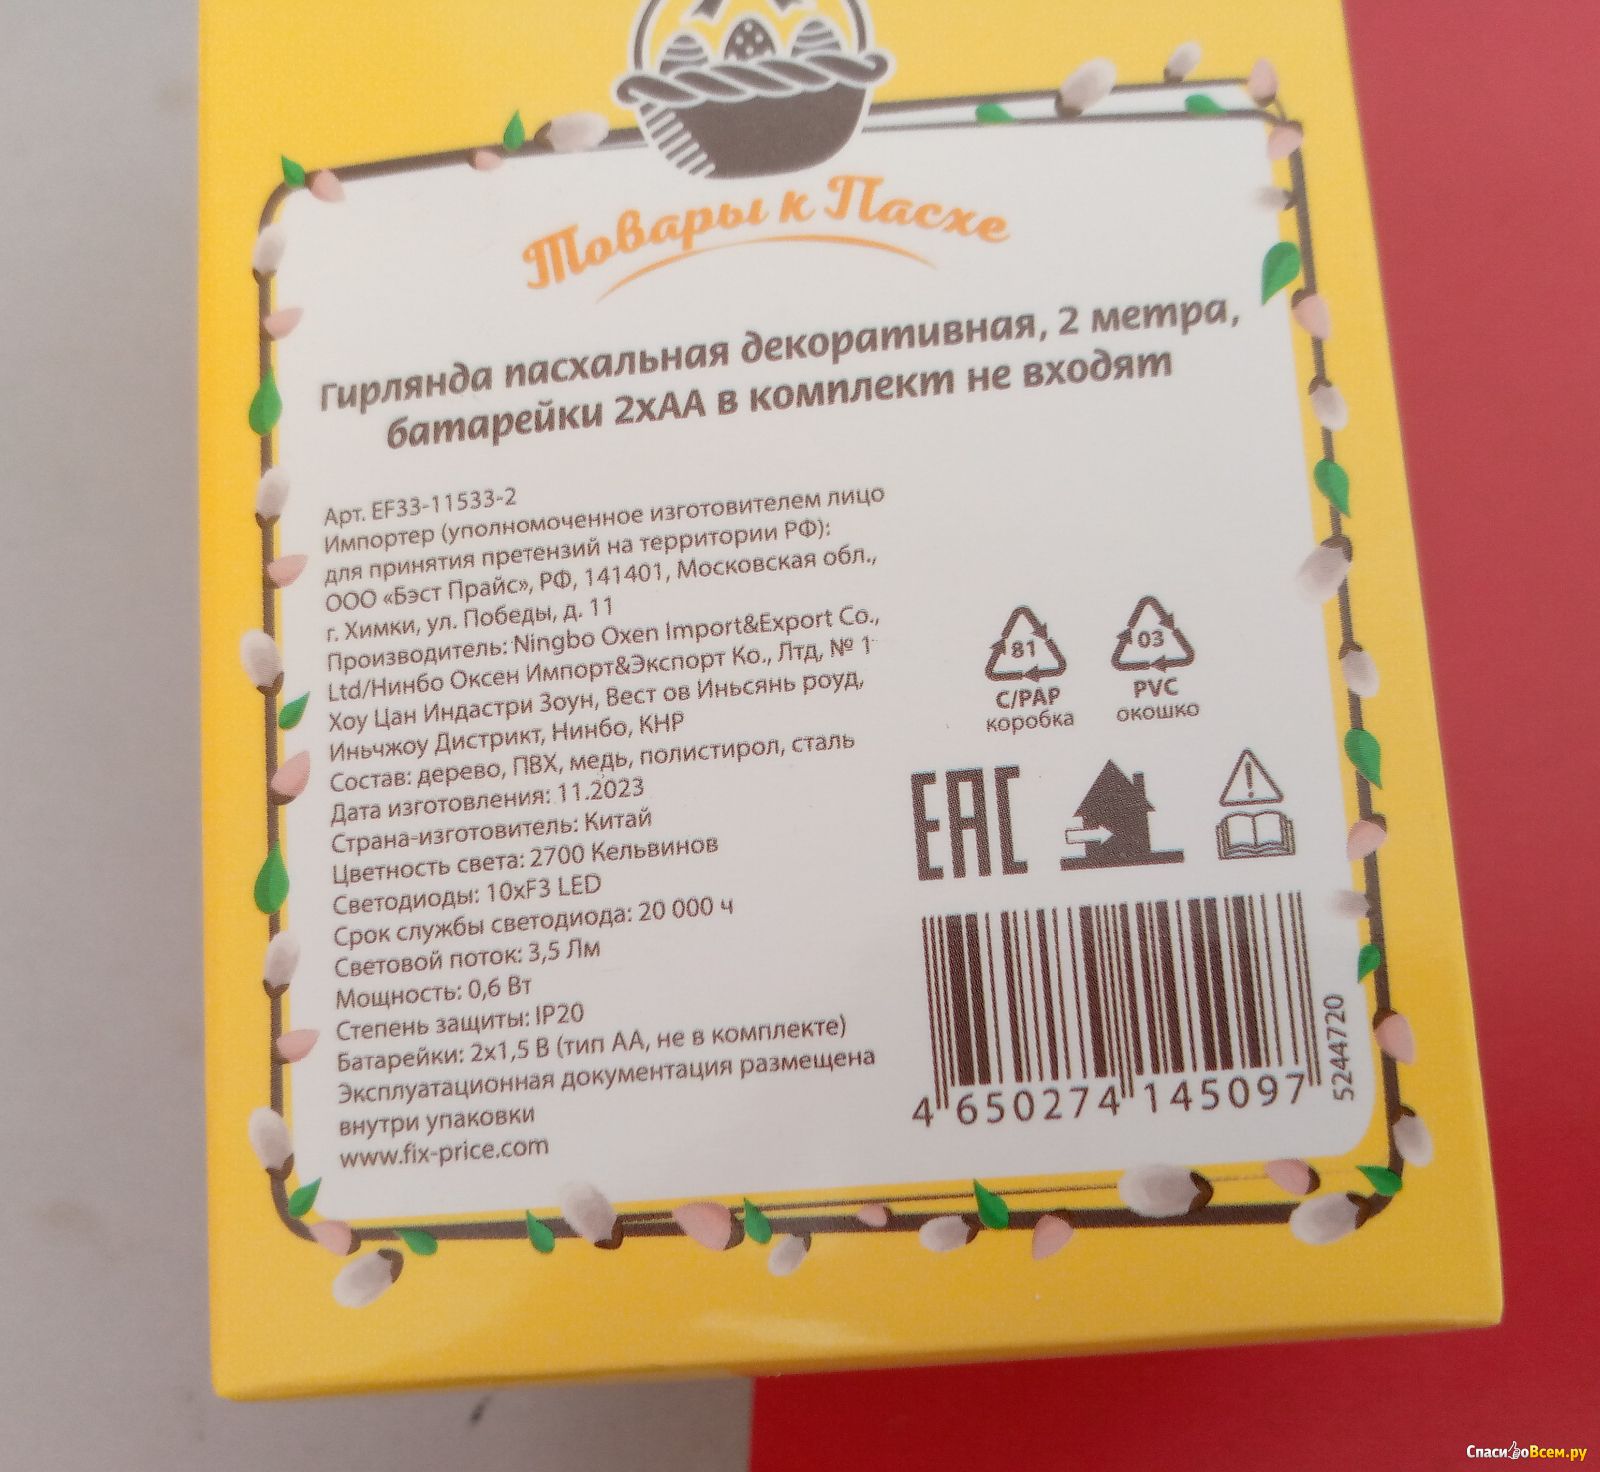 Товары к Пасхе
Гирлянда пасхальная декоративная, 2 метра,
батарейки 2хАА в комплект не входят
Арт. EF33-11533-2
Импортер (уполномоченное изготовителем лицо
для принятия претензий на территории РФ):
ООО «Бэст Прайс», РФ, 141401, Московская обл.,
г. Химки, ул. Победы, д. 11
Производитель: Ningbo Oxen Import&Export Co.,
Ltd/Нинбо Оксен Импорт&Экспорт Ко., Лтд, № 1
Хоу Цан Индастри Зоун, Вест ов Иньсянь роуд,
Иньчжоу Дистрикт, Нинбо, КНР
Состав: дерево, ПВХ, медь, полистирол, сталь
Дата изготовления: 11.2023
Страна-изготовитель: Китай
Цветность света: 2700 Кельвинов
Светодиоды: 10xF3 LED
Срок службы светодиода: 20 000 ч
Световой поток: 3,5 Лм
Мощность: 0,6 Вт
Степень защиты: IP20
Батарейки: 2х1,5 В (тип АА, не в комплекте)
Эксплуатационная документация размещена
внутри упаковки
www.fix-price.com
81
C/PAP
коробка
03
PVC
окошко
EAC
4 650274 145097
5244720
СпасибоВсем.ру